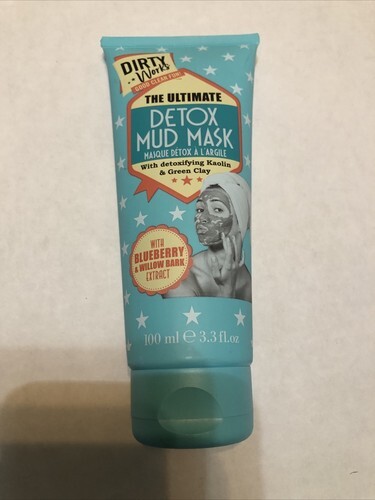 DIRTY
Works
GOOD CLEAN FUN!
THE ULTIMATE
DETOX
MUD MASK
MASQUE DÉTOX À L'ARGILE
With detoxifying Kaolin
& Green Clay
WITH
BLUEBERRY
& WILLOW BARK
EXTRACT
100 ml e 3.3 fl.oz